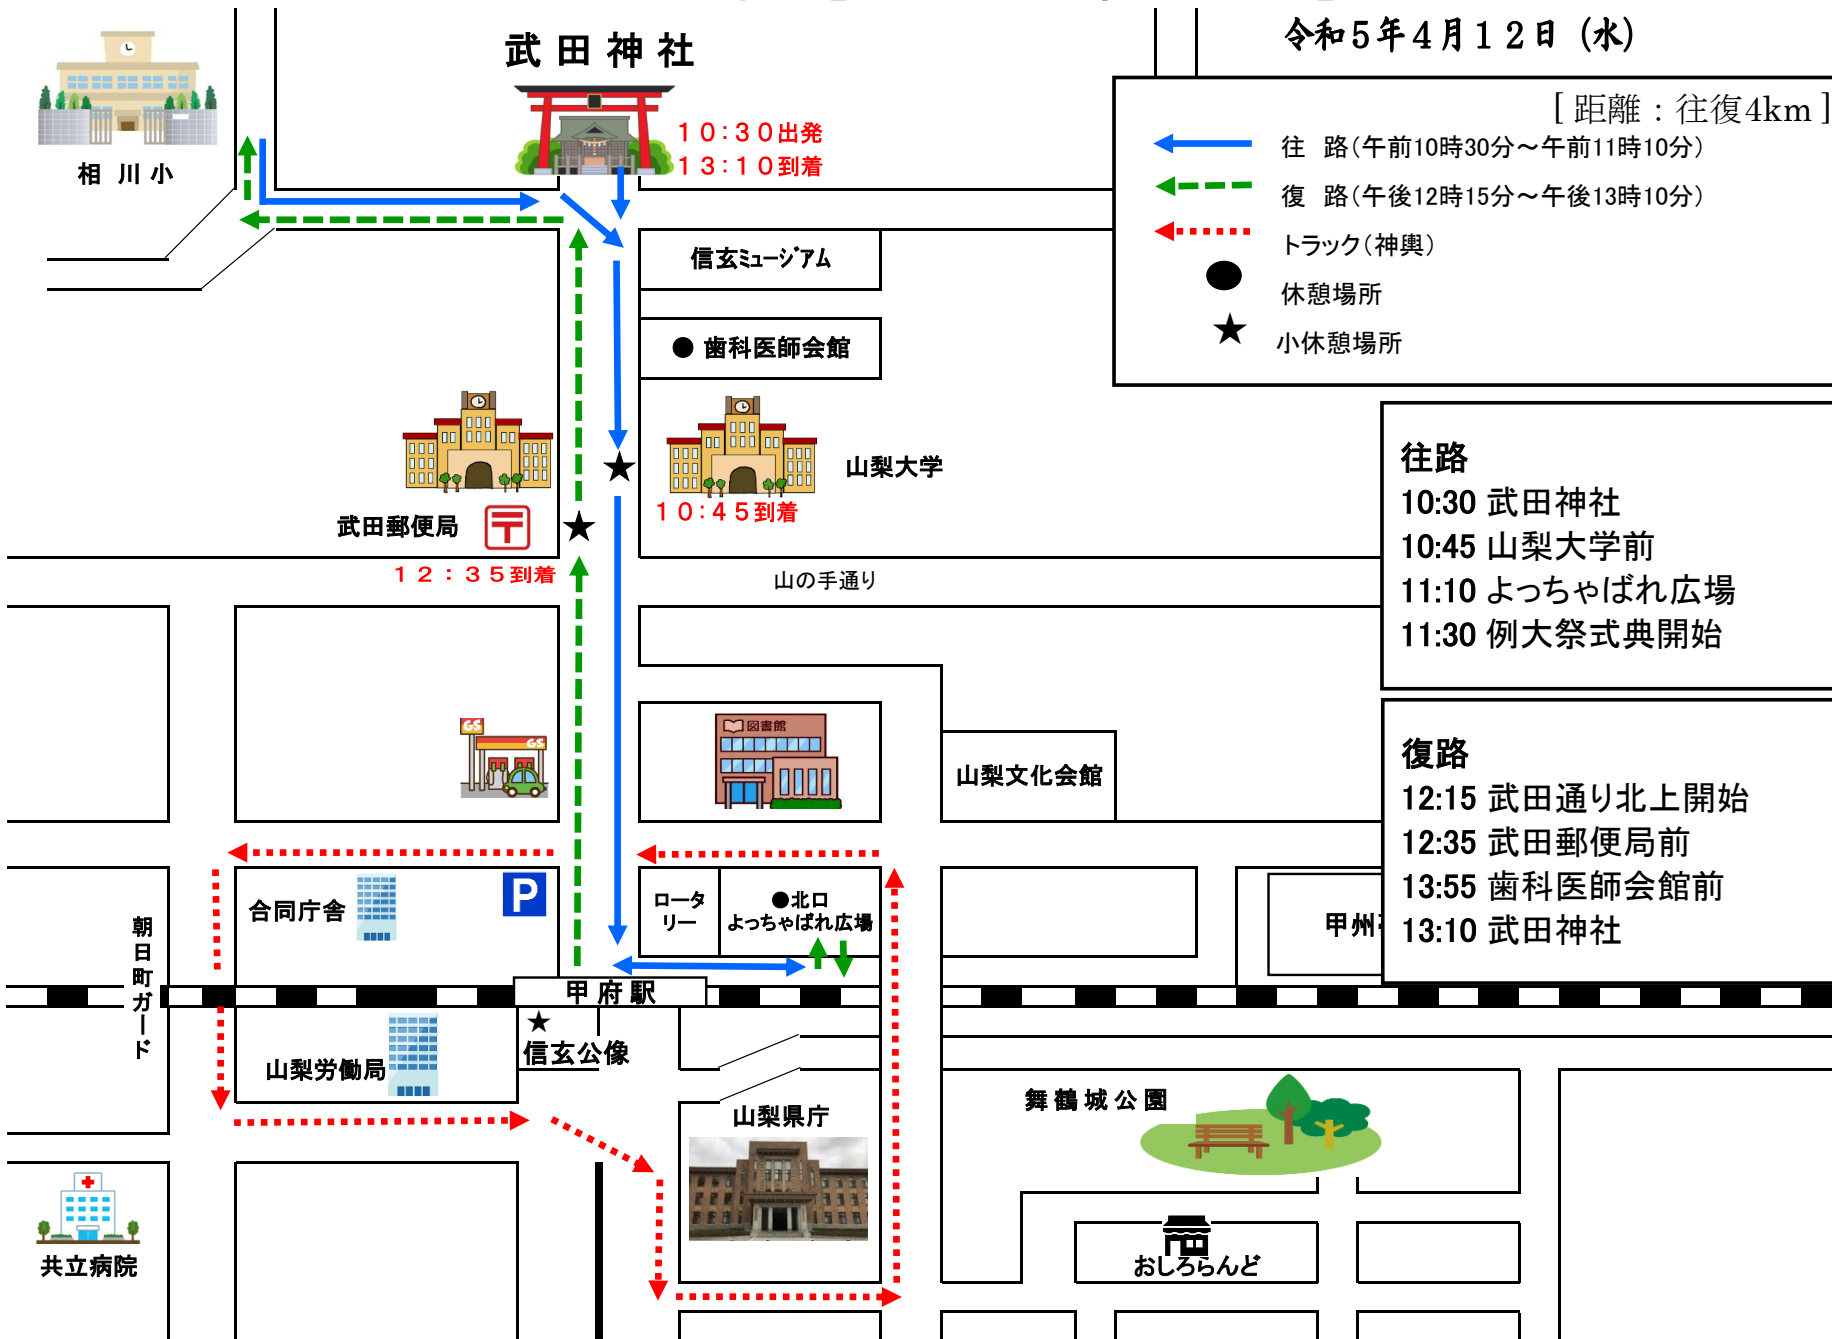 令和5年4月12日 (水)
武田神社
[ 距離：往復4km ]
往 路(午前10時30分～午前11時10分)
復 路(午後12時15分～午後13時10分)
トラック(神輿)
休憩場所
小休憩場所
相川小
10:30出発
13:10到着
信玄ミュージアム
● 歯科医師会館
山梨大学
10:45到着
武田郵便局
12:35到着
山の手通り
往路
10:30 武田神社
10:45 山梨大学前
11:10 よっちゃばれ広場
11:30 例大祭式典開始
GS
GS
図書館
山梨文化会館
復路
12:15 武田通り北上開始
12:35 武田郵便局前
13:55 歯科医師会館前
13:10 武田神社
合同庁舎
P
ロータ
リー
●北口
よっちゃばれ広場
甲州
朝日町ガード
甲府駅
★
信玄公像
山梨労働局
山梨県庁
舞鶴城公園
共立病院
おしろらんど